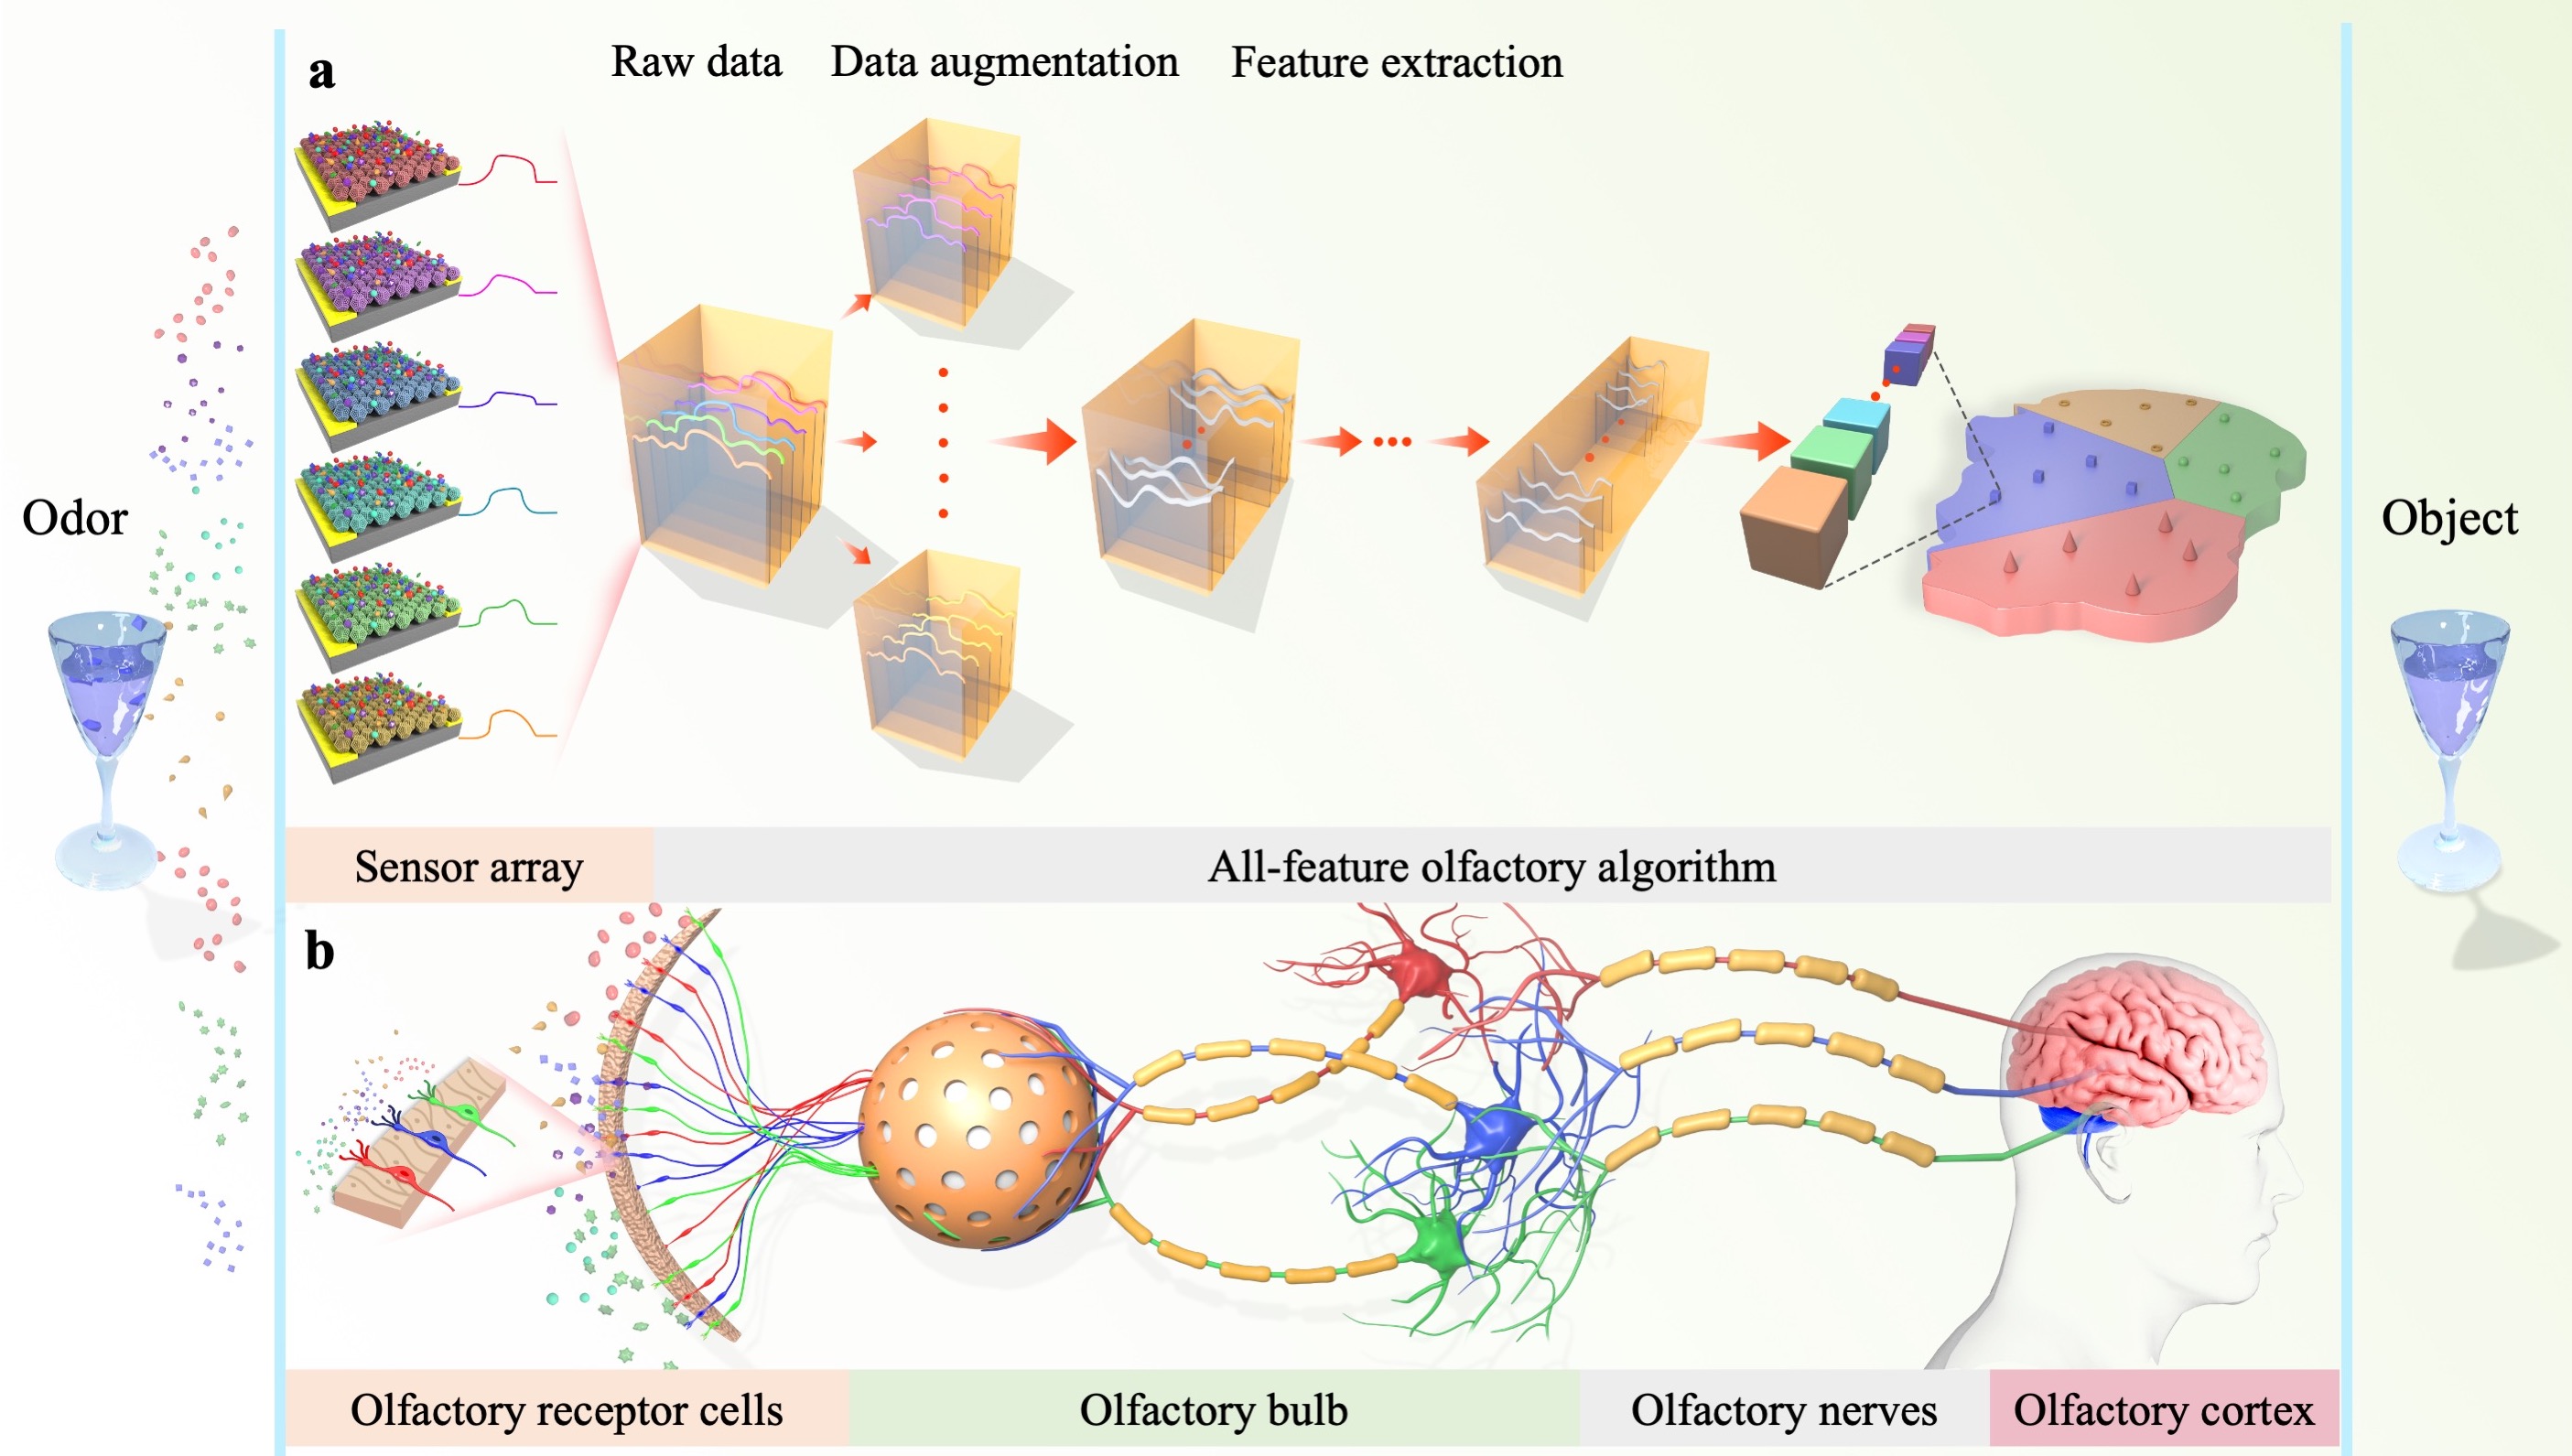 a
Raw data
Data augmentation
Feature extraction
Odor
Object
Sensor array
All-feature olfactory algorithm
b
Olfactory receptor cells
Olfactory bulb
Olfactory nerves
Olfactory cortex